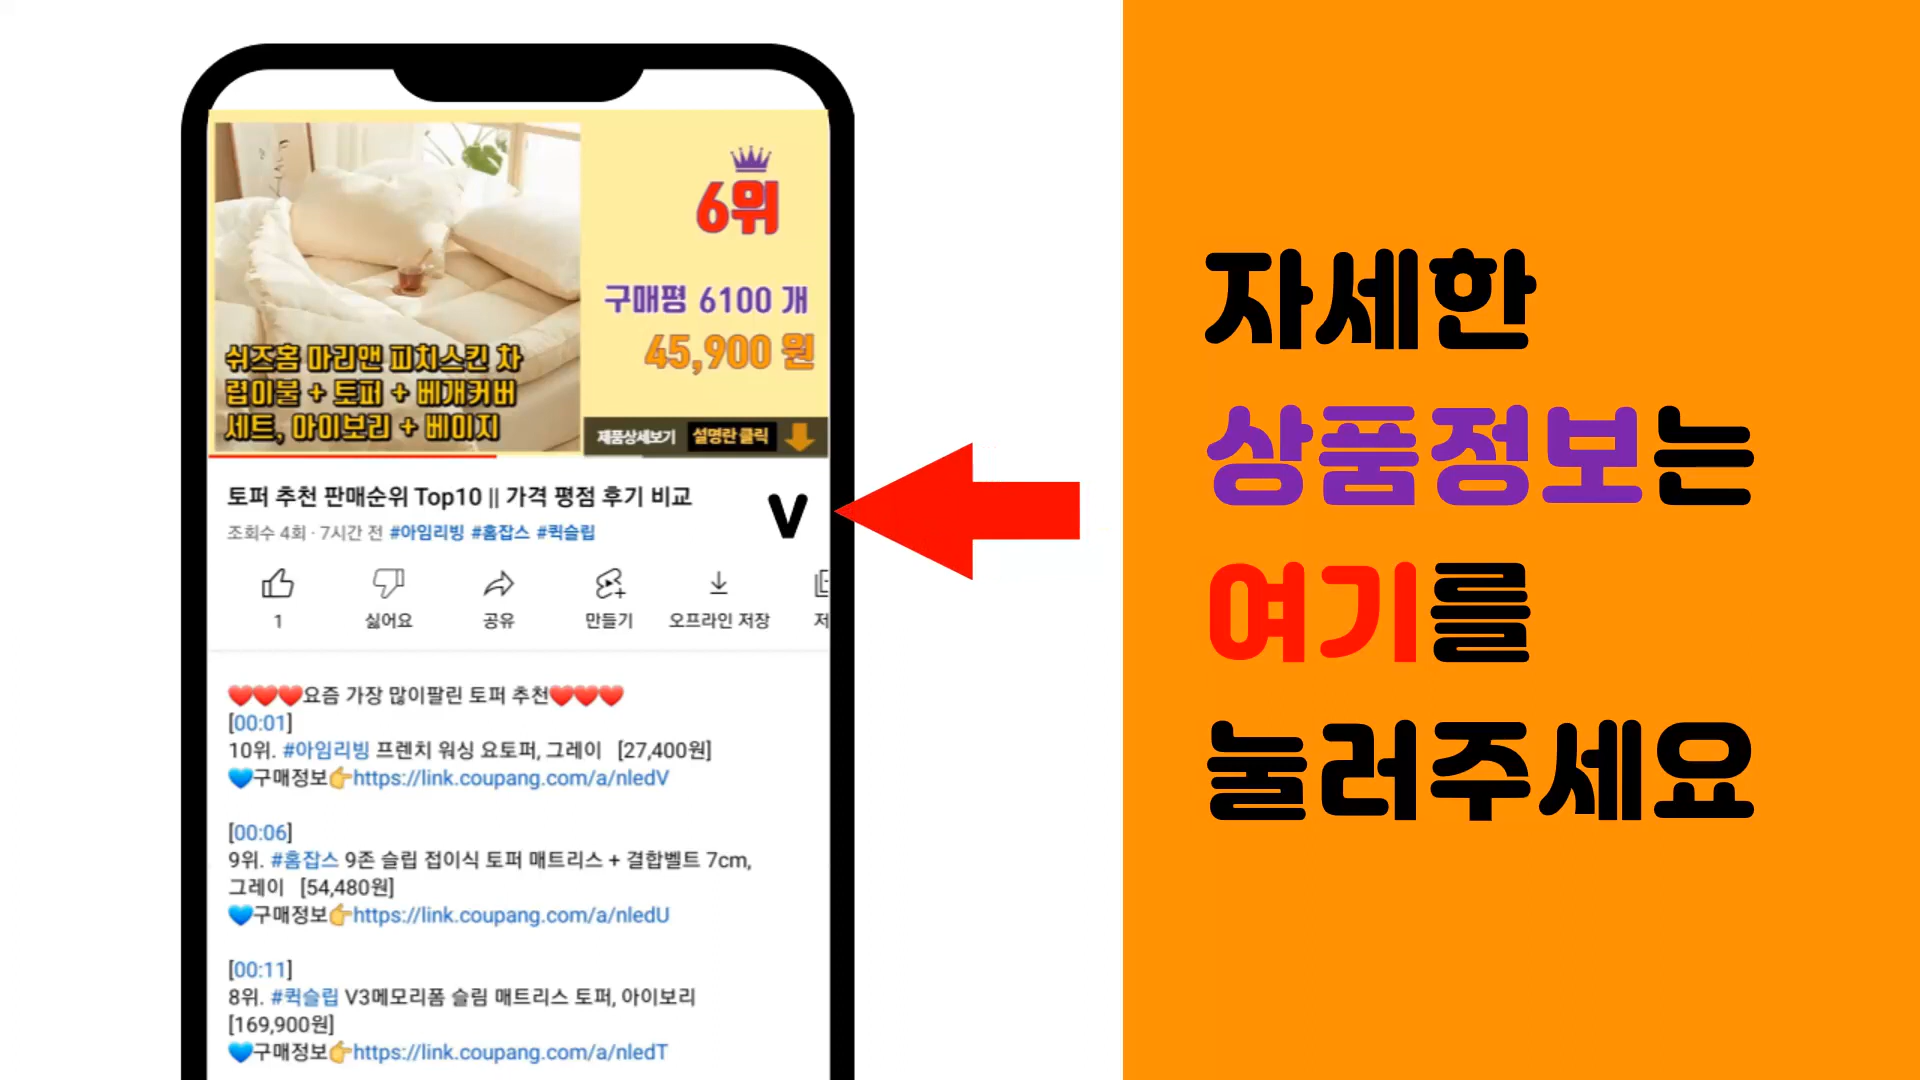 6위
구매평 6100 개
45,900 원
쉬즈홈 마리앤 피치스킨 차
렵이불 + 토퍼 + 베개커버
세트, 아이보리 + 베이지
제품상세보기 설명란 클릭
토퍼 추천 판매순위 Top10 || 가격 평점 후기 비교
V
조회수 4회 · 7시간 전 #아임리빙 #홈잡스 #퀵슬립
1 싫어요 공유 만들기 오프라인 저장 저
❤️❤️❤️요즘 가장 많이팔린 토퍼 추천❤️❤️❤️
[00:01]
10위. #아임리빙 프렌치 워싱 요토퍼, 그레이 [27,400원]
💙구매정보👉https://link.coupang.com/a/nledV
[00:06]
9위. #홈잡스 9존 슬립 접이식 토퍼 매트리스 + 결합벨트 7cm,
그레이 [54,480원]
💙구매정보👉https://link.coupang.com/a/nledU
[00:11]
8위. #퀵슬립 V3메모리폼 슬림 매트리스 토퍼, 아이보리
[169,900원]
💙구매정보👉https://link.coupang.com/a/nledT
자세한
상품정보는
여기를
눌러주세요